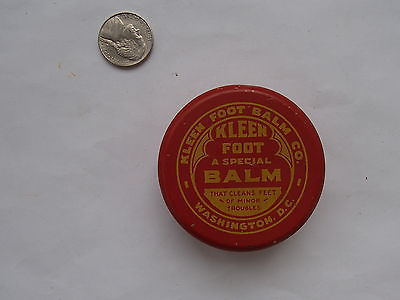 KLEEN FOOT BALM CO.
KLEEN
FOOT
A SPECIAL
BALM
THAT CLEANS FEET
OF MINOR
TROUBLES
WASHINGTON, D.C.